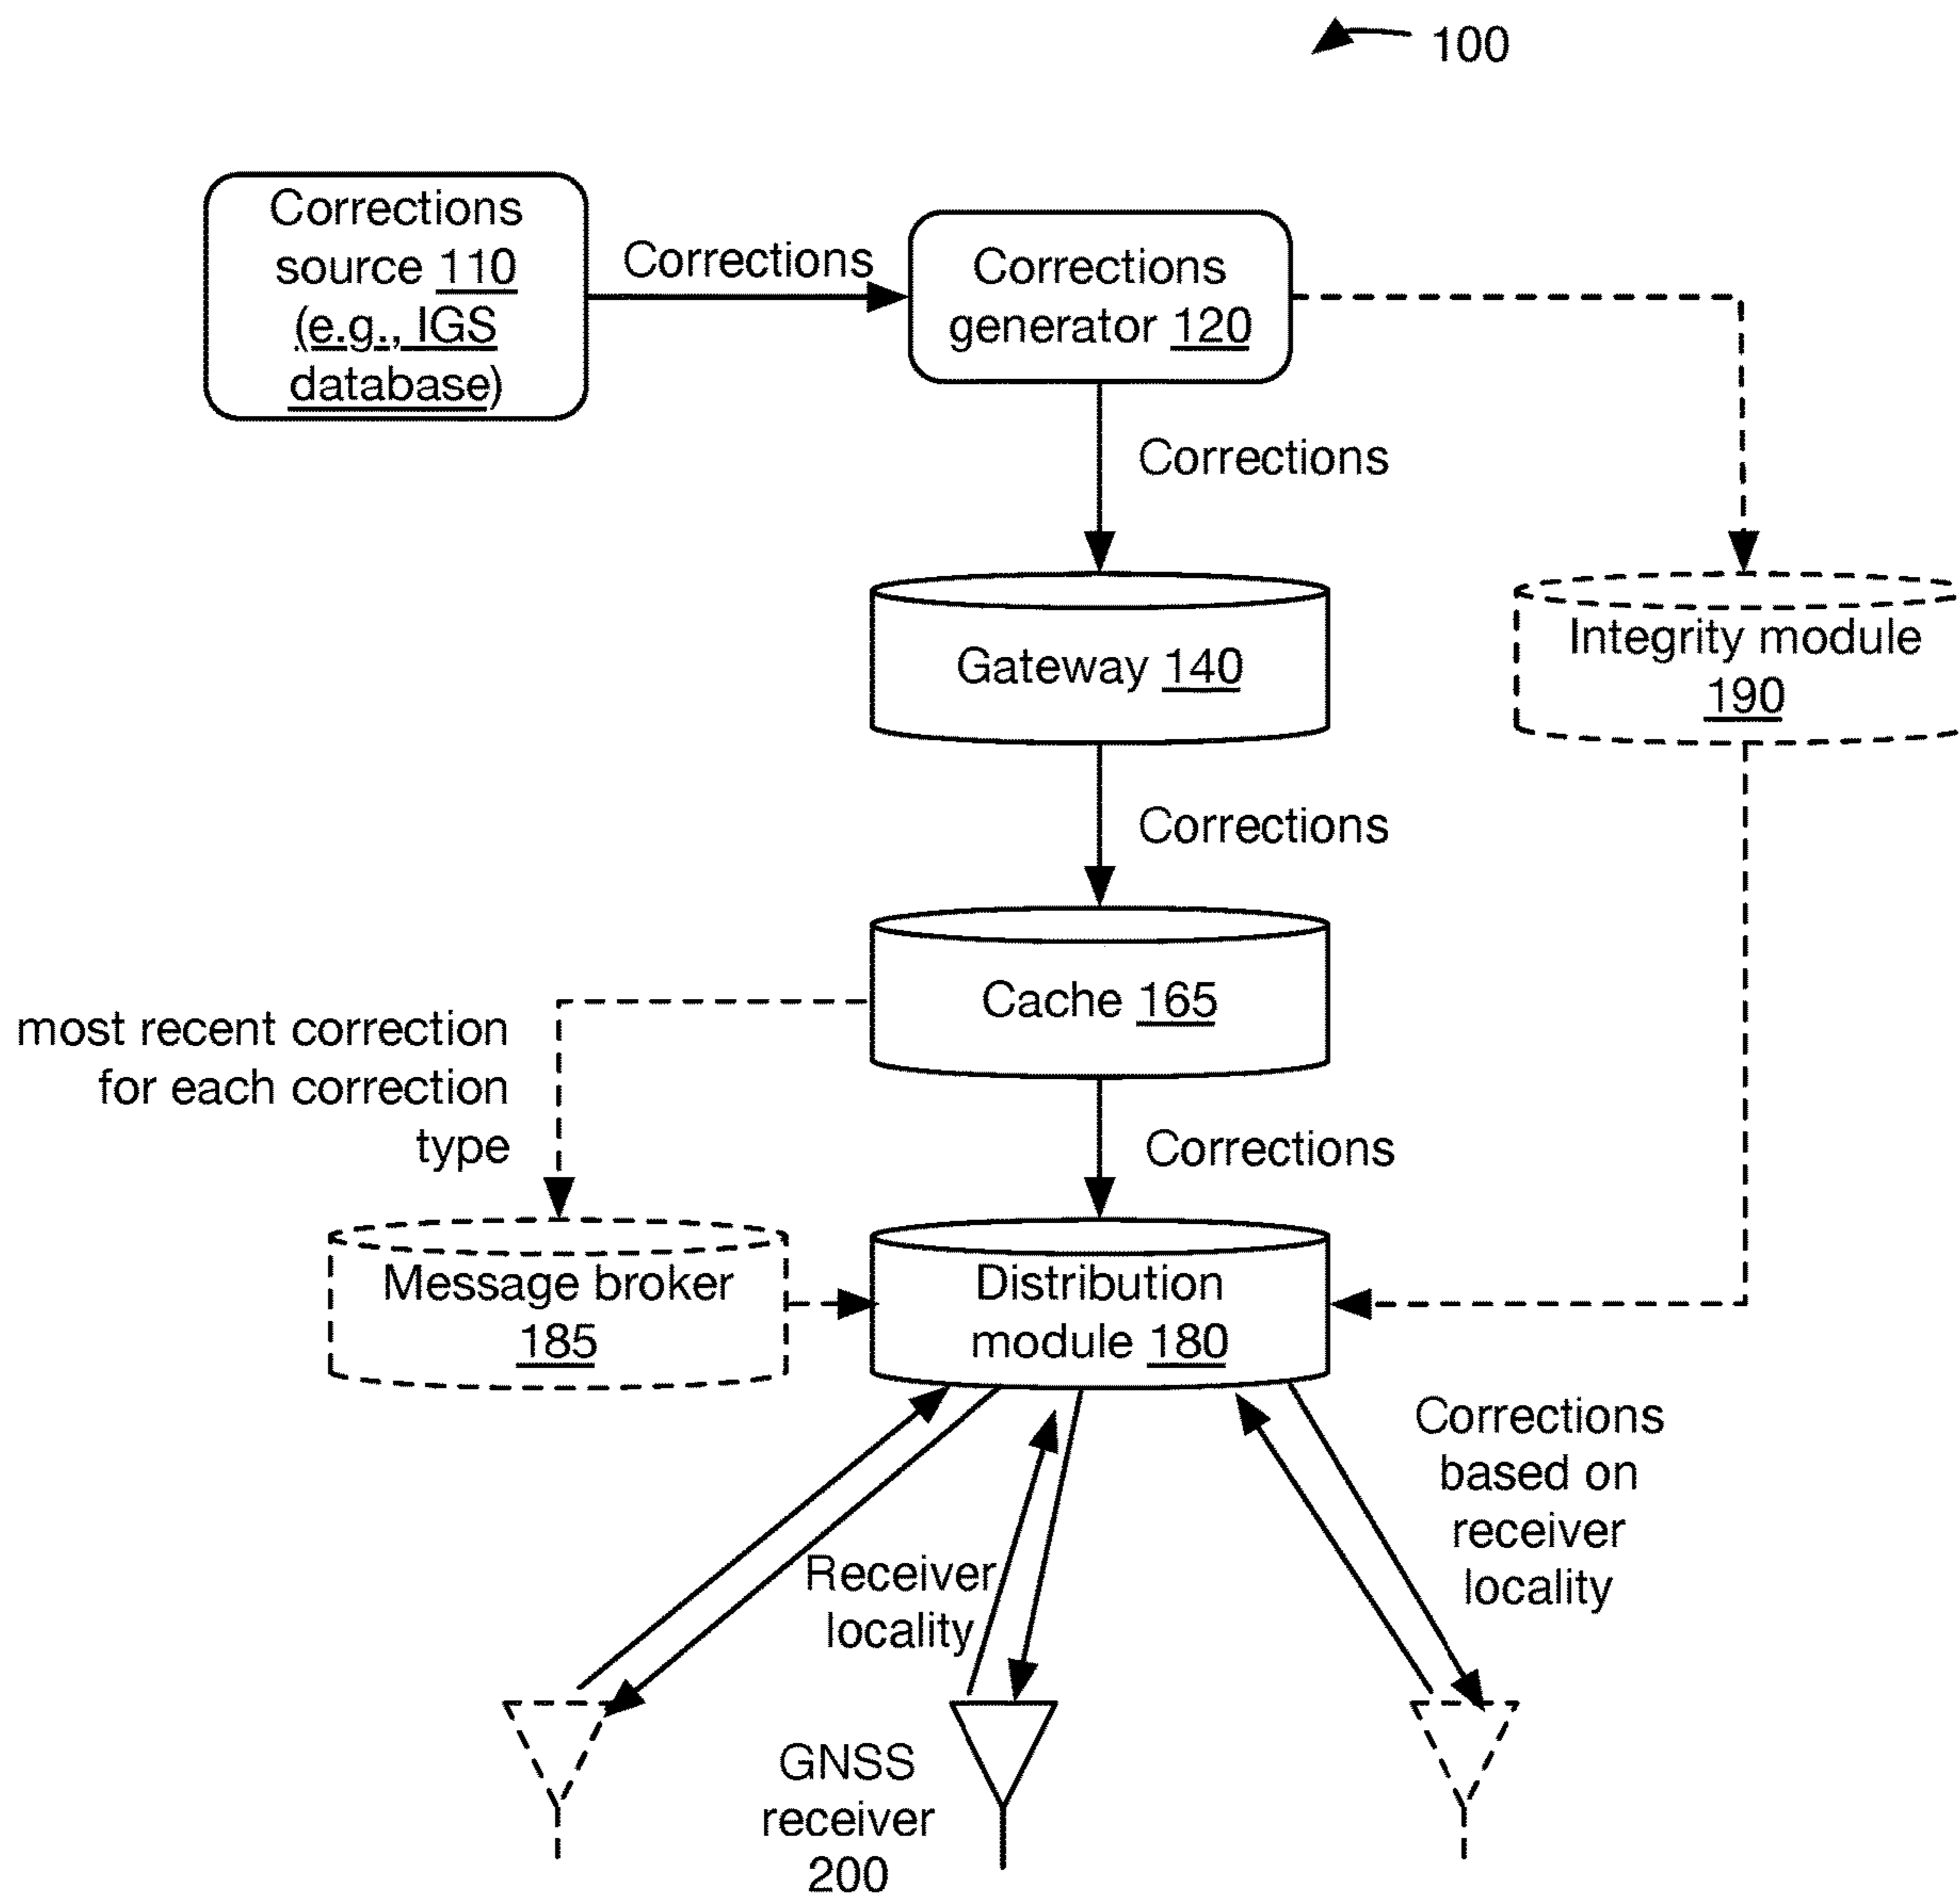 100
Corrections
source 110
(e.g., IGS
database)
Corrections
Corrections
generator 120
Corrections
Gateway 140
Integrity module
190
Corrections
Cache 165
most recent correction
for each correction
type
Corrections
Message broker
185
Distribution
module 180
Corrections
based on
receiver
locality
Receiver
locality
GNSS
receiver
200